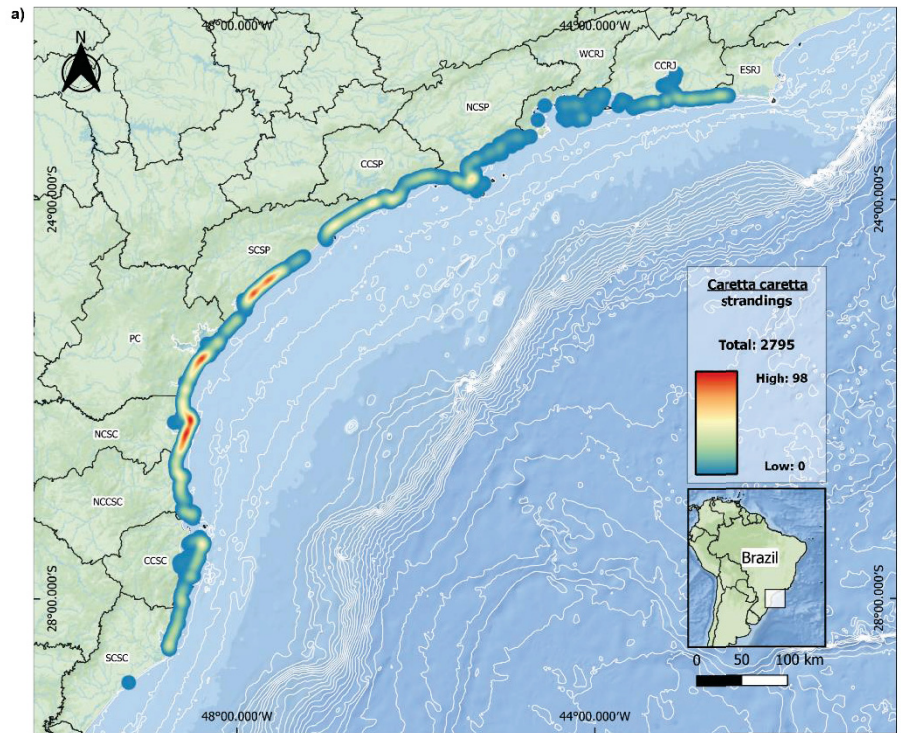 a)
48°00.000'W
44°00.000'W
N
WCRJ
CCRJ
ESRJ
NCSP
CCSP
24°00.000'S
24°00.000'S
SCSP
Caretta caretta
strandings
Total: 2795
High: 98
Low: 0
PC
NCSC
NCCSC
CCSC
Brazil
28°00.000'S
28°00.000'S
SCSC
0 50 100 km
48°00.000'W
44°00.000'W